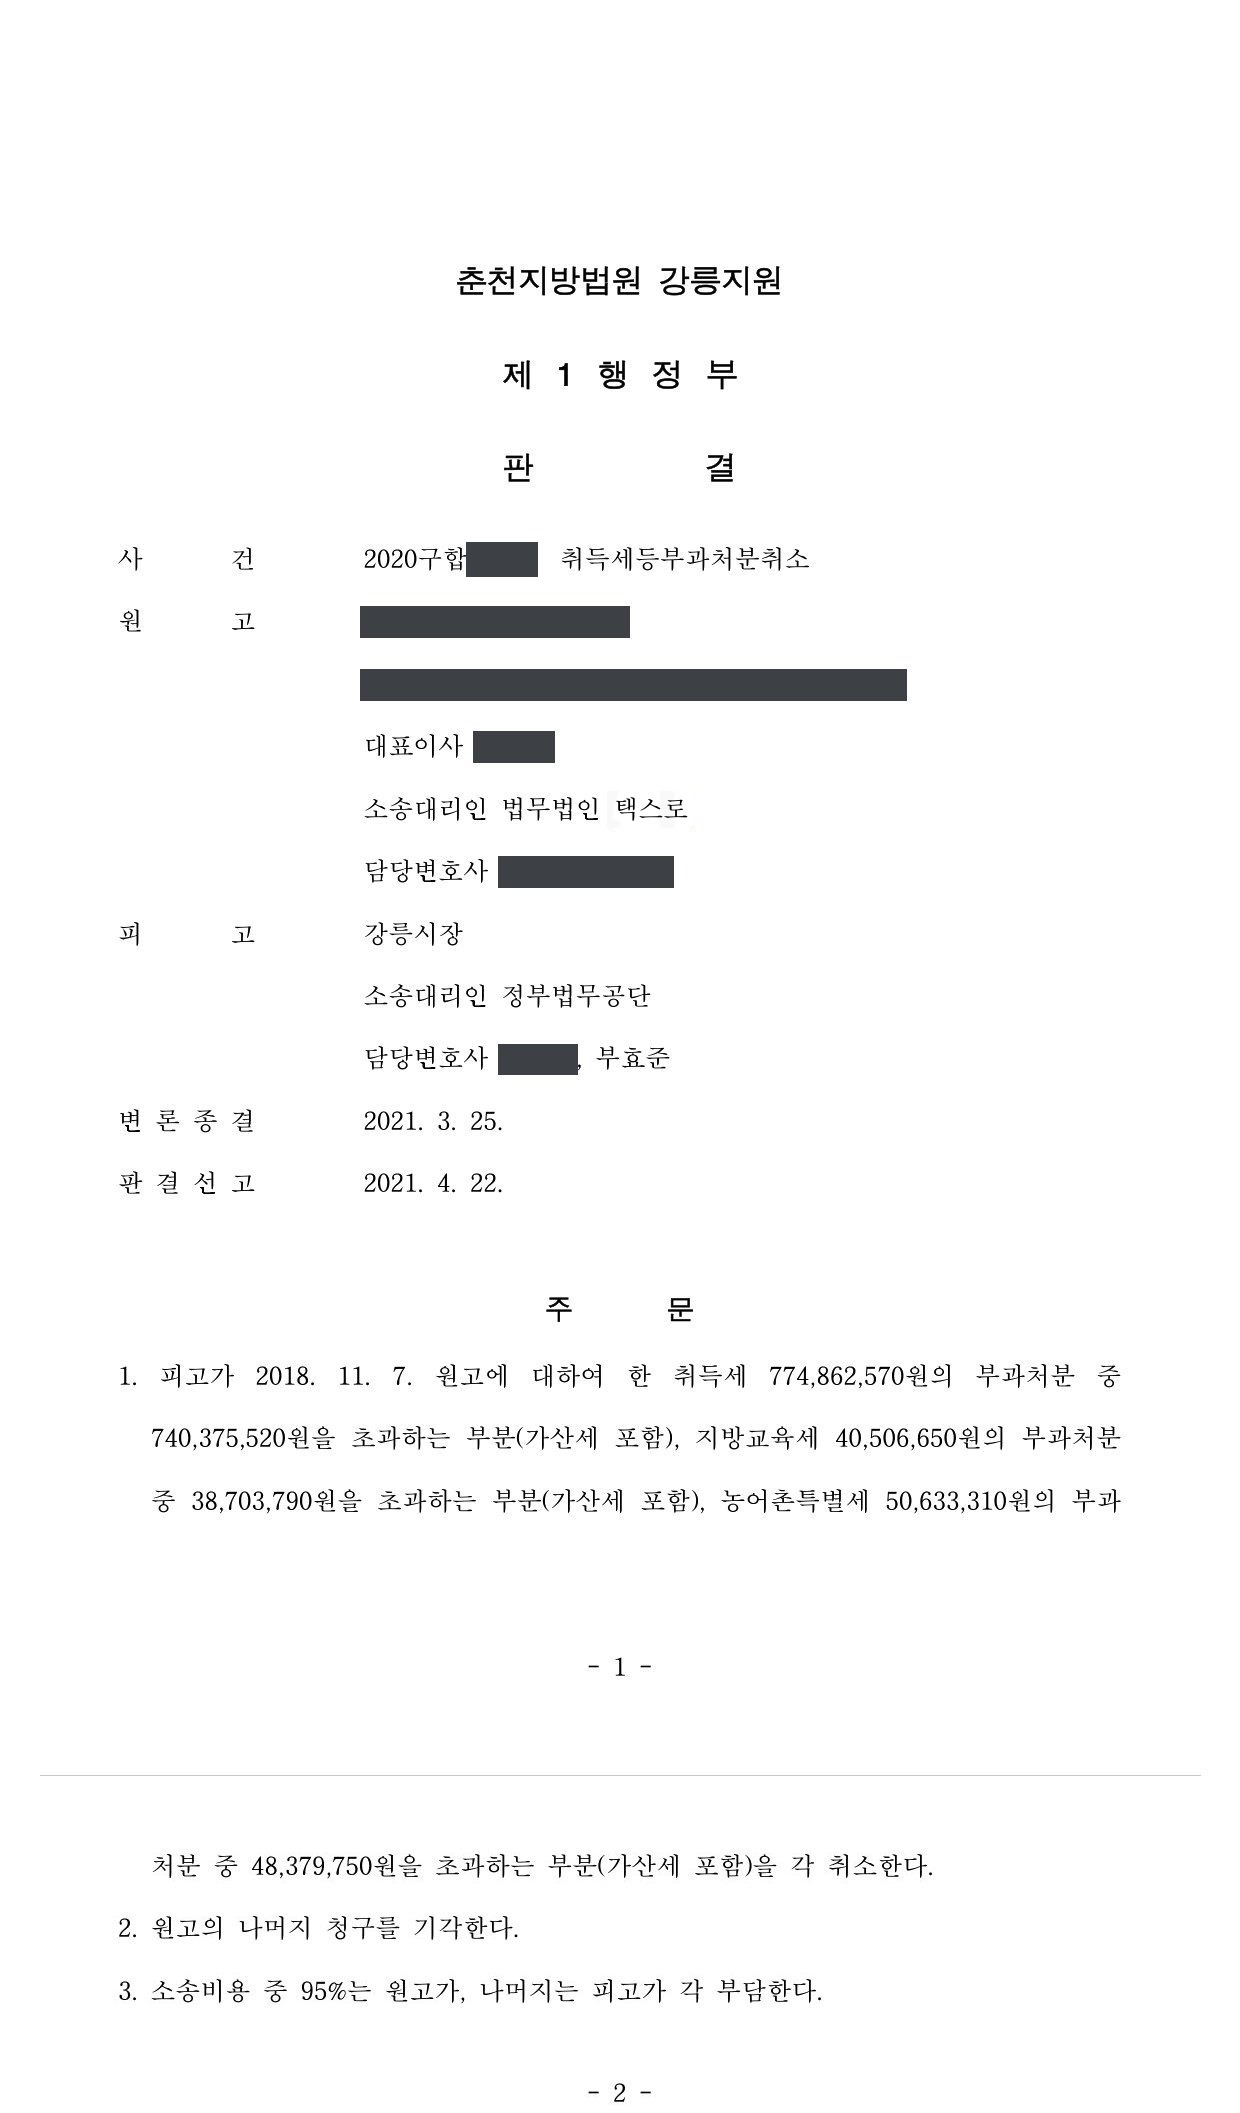 춘천지방법원 강릉지원
제 1 행 정 부
판 결
사 건 2020구합 취득세등부과처분취소
원 고
대표이사
소송대리인 법무법인 택스로
담당변호사
피 고 강릉시장
소송대리인 정부법무공단
담당변호사 , 부효준
변 론 종 결 2021. 3. 25.
판 결 선 고 2021. 4. 22.
주 문
1. 피고가 2018. 11. 7. 원고에 대하여 한 취득세 774,862,570원의 부과처분 중
740,375,520원을 초과하는 부분(가산세 포함), 지방교육세 40,506,650원의 부과처분
중 38,703,790원을 초과하는 부분(가산세 포함), 농어촌특별세 50,633,310원의 부과
- 1 -
처분 중 48,379,750원을 초과하는 부분(가산세 포함)을 각 취소한다.
2. 원고의 나머지 청구를 기각한다.
3. 소송비용 중 95%는 원고가, 나머지는 피고가 각 부담한다.
- 2 -